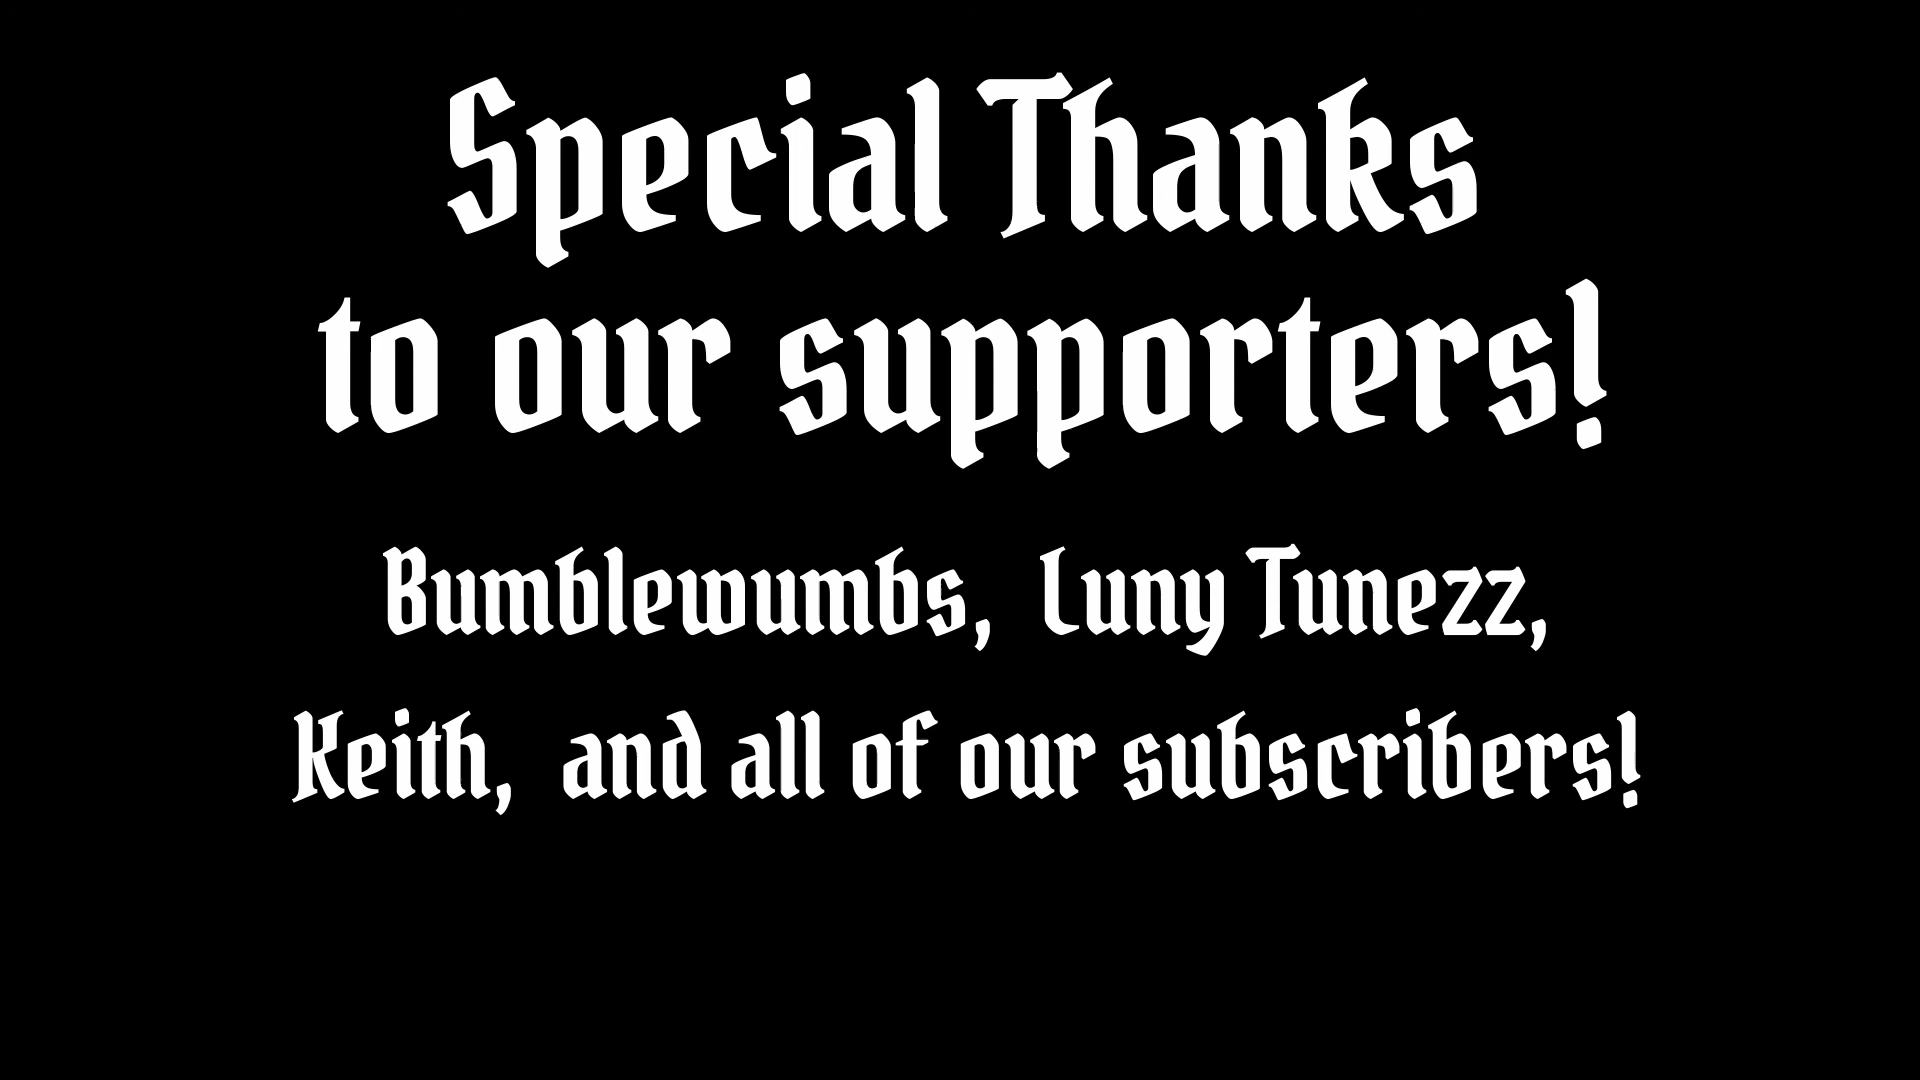 Special Thanks
to our supporters!
Bumblewumbs, Luny Tunezz,
Keith, and all of our subscribers!